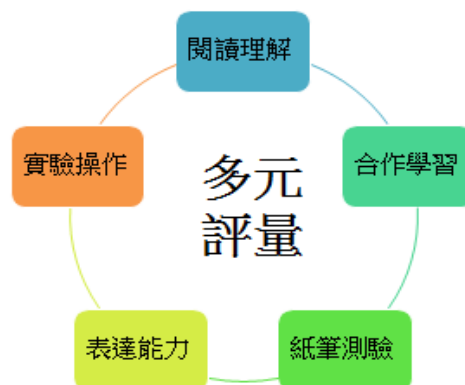 閱讀理解
實驗操作
合作學習
多元
評量
表達能力
紙筆測驗